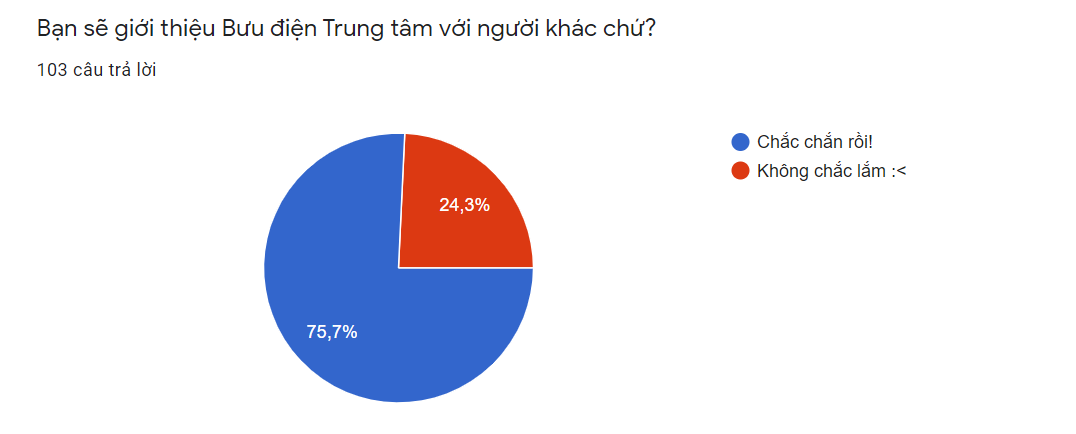 Bạn sẽ giới thiệu Bưu điện Trung tâm với người khác chứ?
103 câu trả lời
Chắc chắn rồi!
Không chắc lắm :<
24,3%
75,7%